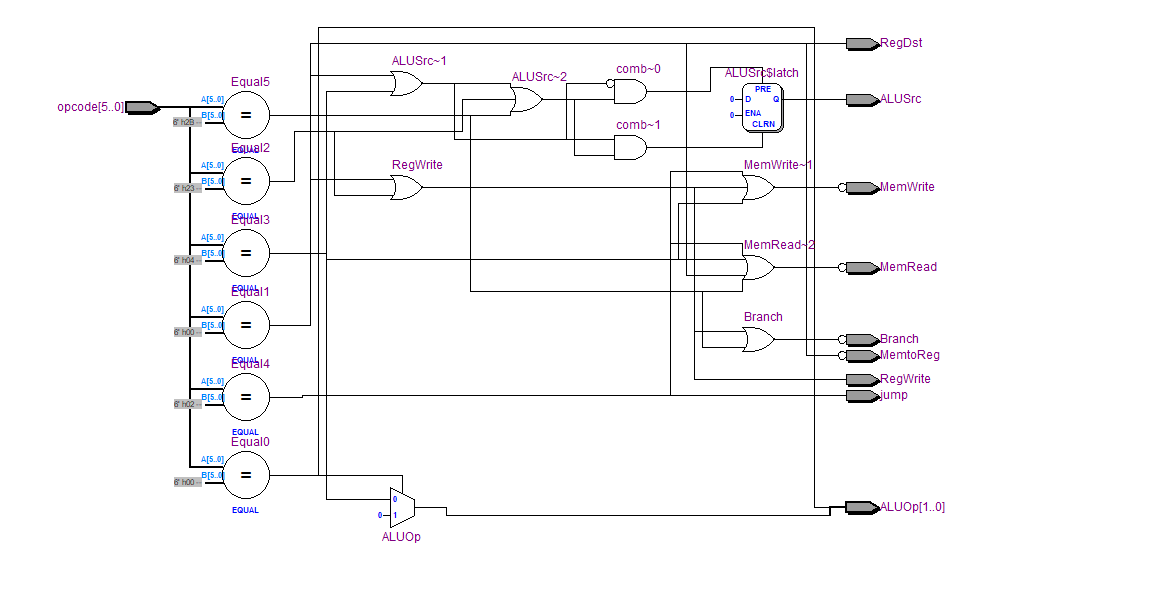 RegDst
ALUSrc~1
ALUSrc~2
comb~0
ALUSrc$latch
Equal5
PRE
opcode[5..0]
A[5..0]
B[5..0]
=
0
D
Q
ALUSrc
6' h2B --
0
ENA
CLRN
comb~1
EQUAL
Equal2
A[5..0]
B[5..0]
=
6' h23 --
RegWrite
MemWrite~1
MemWrite
EQUAL
Equal3
A[5..0]
B[5..0]
=
6' h04 --
MemRead~2
MemRead
EQUAL
Equal1
A[5..0]
B[5..0]
=
6' h00 --
Branch
Branch
MemtoReg
EQUAL
Equal4
A[5..0]
B[5..0]
=
6' h02 --
RegWrite
jump
EQUAL
Equal0
A[5..0]
B[5..0]
=
6' h00 --
EQUAL
0
0
1
ALUOp
ALUOp[1..0]